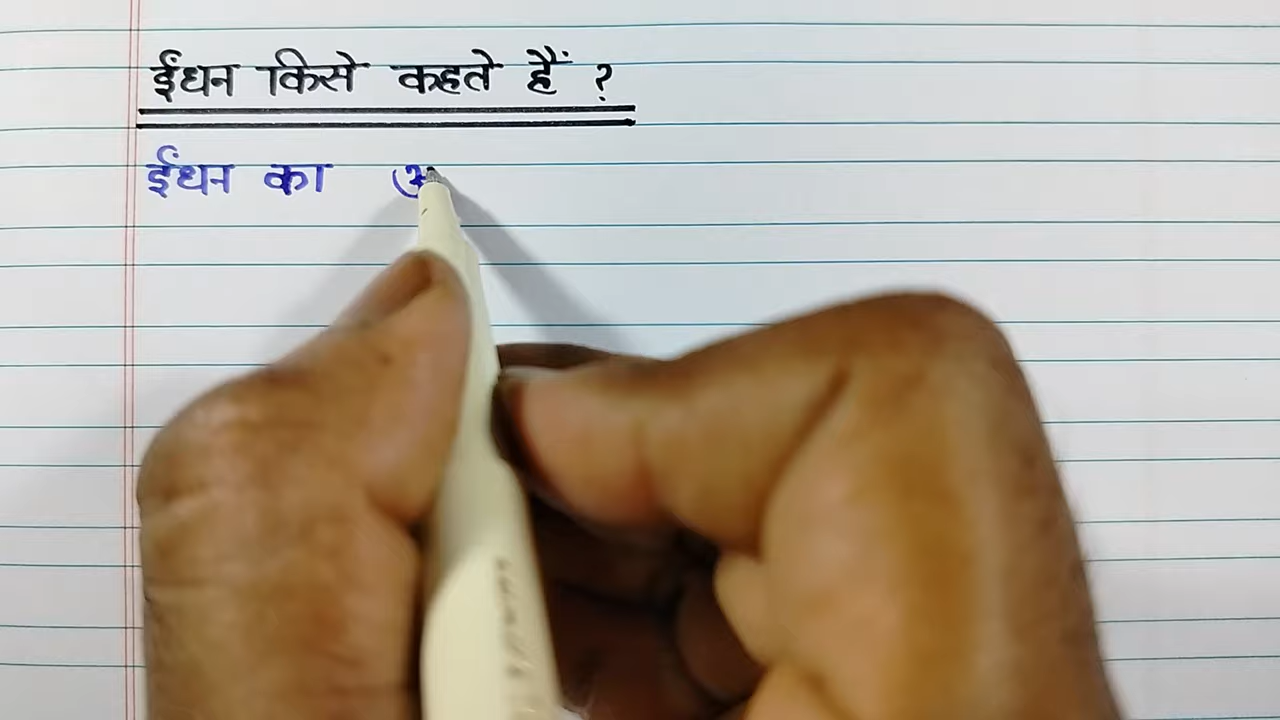 ईंधन किसे कहते हैं ?
ईंधन का